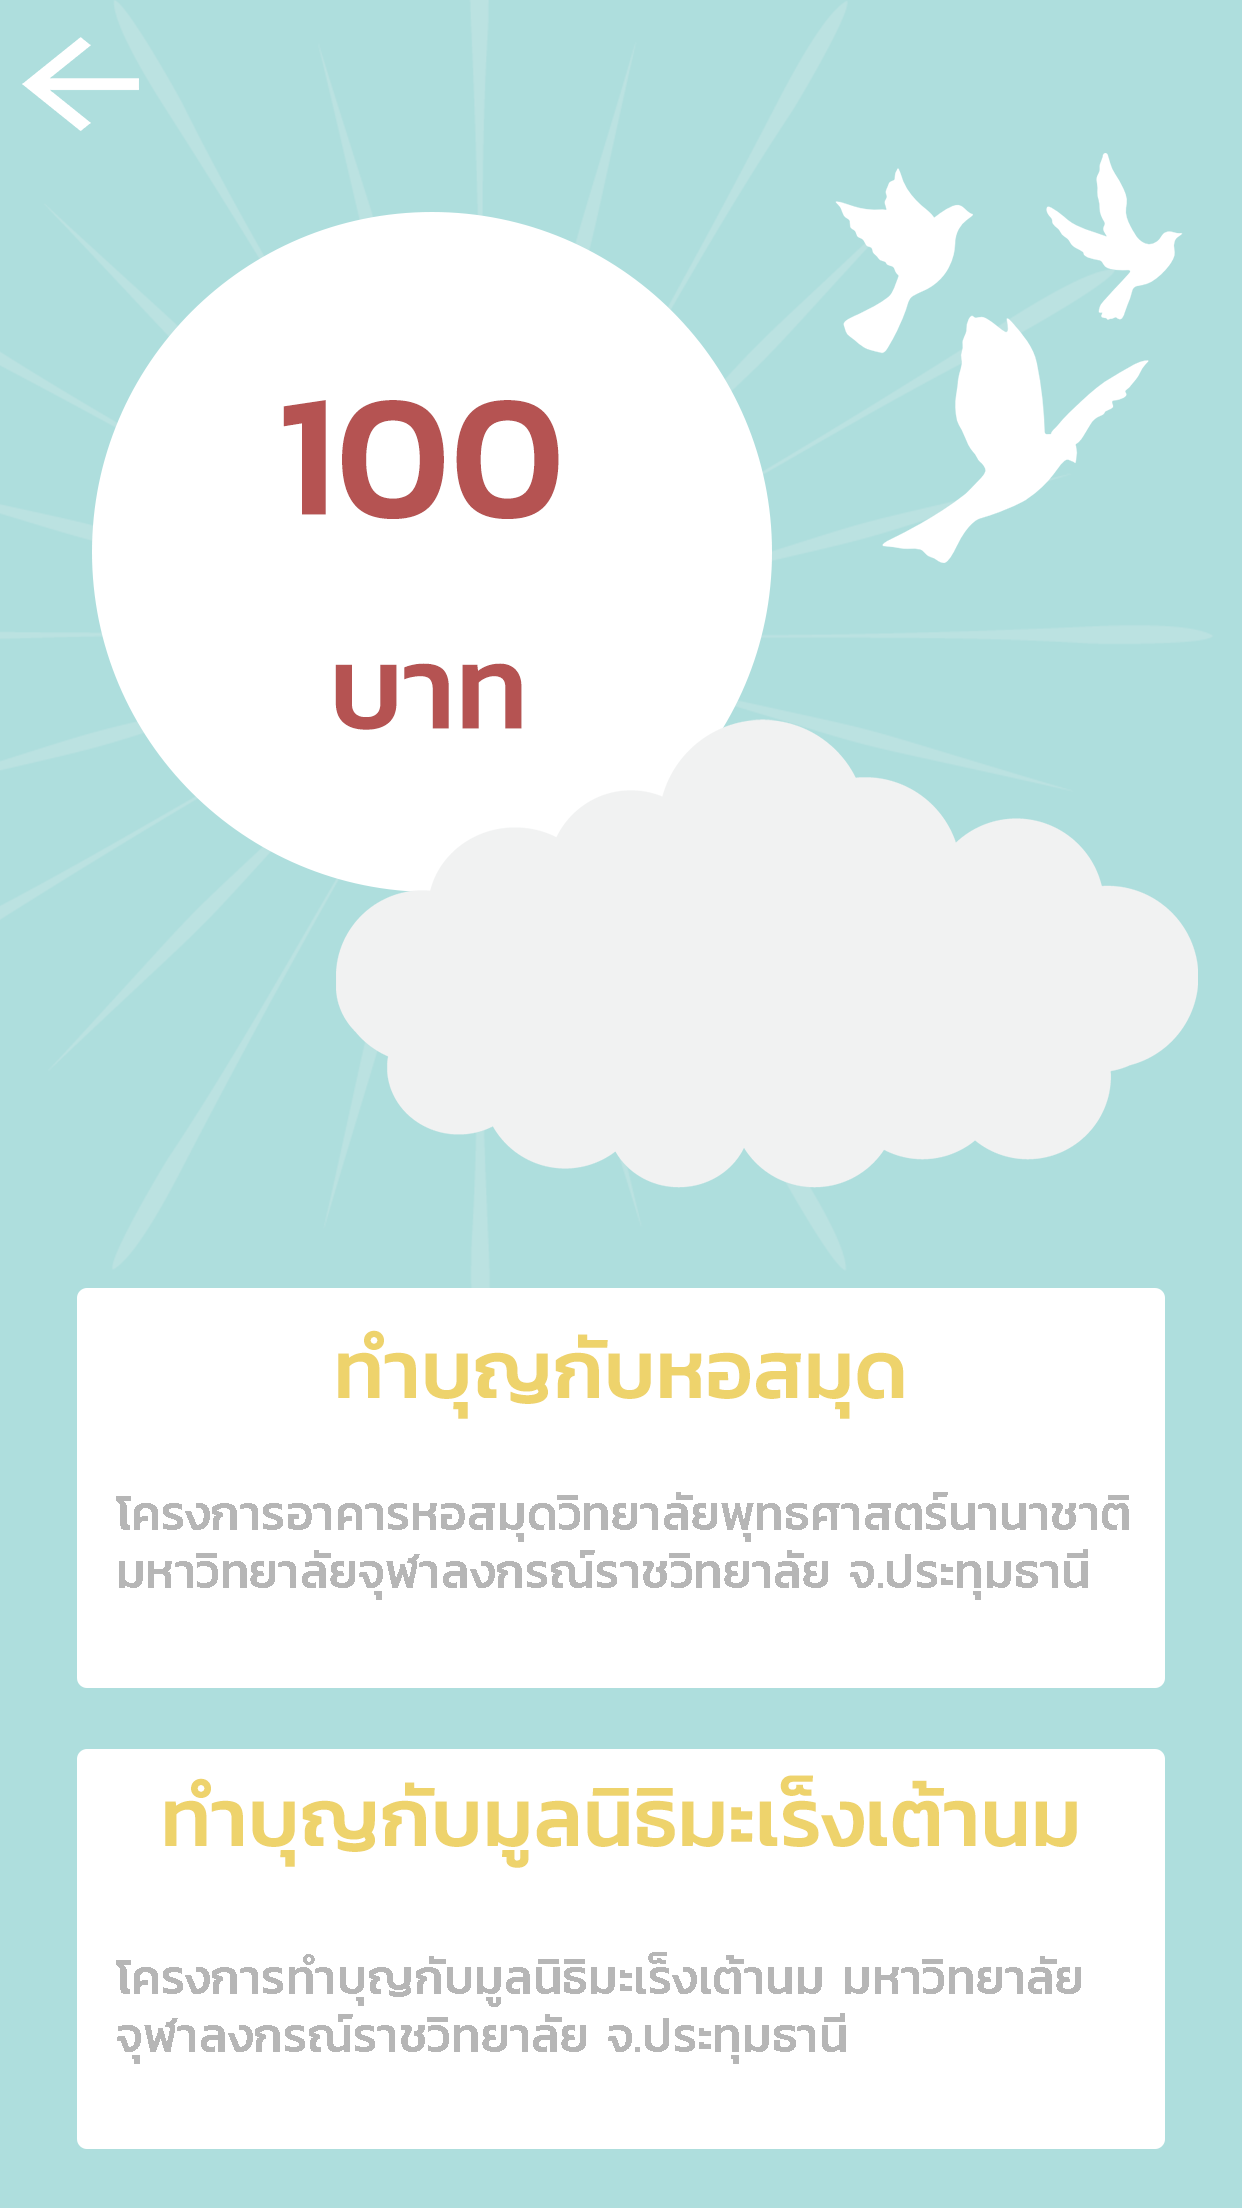 100
บาท
ทำบุญกับหอสมุด
โครงการอาคารหอสมุดวิทยาลัยพุทธศาสตร์นานาชาติ
มหาวิทยาลัยจุฬาลงกรณ์ราชวิทยาลัย จ.ประทุมธานี
ทำบุญกับมูลนิธิมะเร็งเต้านม
โครงการทำบุญกับมูลนิธิมะเร็งเต้านม มหาวิทยาลัย
จุฬาลงกรณ์ราชวิทยาลัย จ.ประทุมธานี